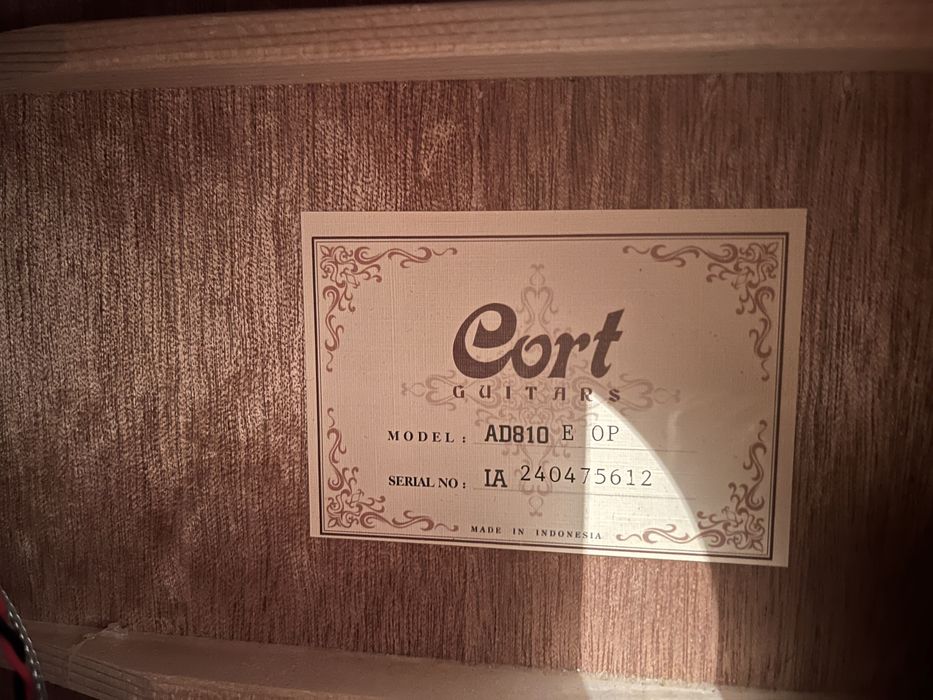 Cort
GUITARS
MODEL: AD810 E OP
SERIAL NO: IA 240475612
MADE IN INDONESIA